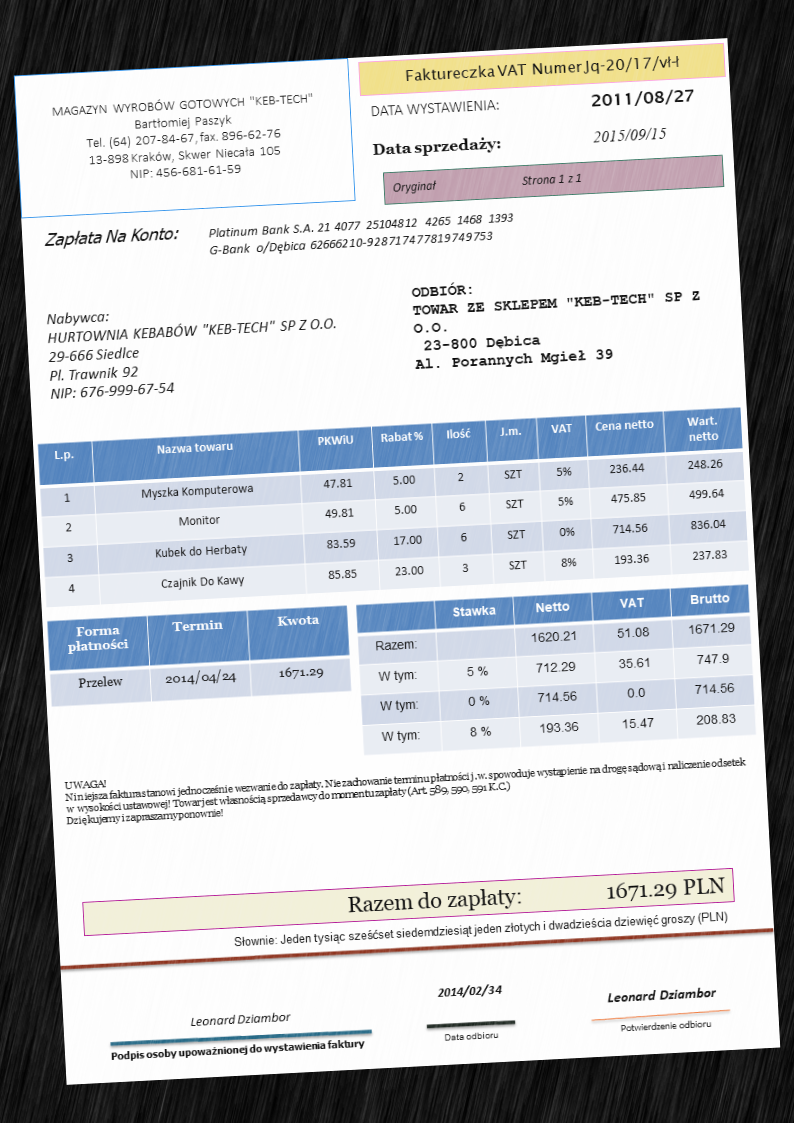 MAGAZYN WYROBÓW GOTOWYCH "KEB-TECH"
Bartłomiej Paszyk
Tel. (64) 207-84-67, fax. 896-62-76
13-898 Kraków, Skwer Niecała 105
NIP: 456-681-61-59
Faktureczka VAT Numer Jq-20/17/vł-ł
DATA WYSTAWIENIA: 2011/08/27
Data sprzedaży: 2015/09/15
Oryginał Strona 1 z 1
Zapłata Na Konto: Platinum Bank S.A. 21 4077 25104812 4265 1468 1393
G-Bank o/Dębica 62666210-928717477819749753
Nabywca:
HURTOWNIA KEBABÓW "KEB-TECH" SP Z O.O.
29-666 Siedlce
Pl. Trawnik 92
NIP: 676-999-67-54
ODBIÓR:
TOWAR ZE SKLEPEM "KEB-TECH" SP Z
O.O.
23-800 Dębica
Al. Porannych Mgieł 39
L.p. Nazwa towaru PKWiU Rabat % Ilość J.m. VAT Cena netto Wart. netto
1 Myszka Komputerowa 47.81 5.00 2 SZT 5% 236.44 248.26
2 Monitor 49.81 5.00 6 SZT 5% 475.85 499.64
3 Kubek do Herbaty 83.59 17.00 6 SZT 0% 714.56 836.04
4 Czajnik Do Kawy 85.85 23.00 3 SZT 8% 193.36 237.83
Forma płatności Termin Kwota
Przelew 2014/04/24 1671.29
Stawka Netto VAT Brutto
Razem: 1620.21 51.08 1671.29
W tym: 5 % 712.29 35.61 747.9
W tym: 0 % 714.56 0.0 714.56
W tym: 8 % 193.36 15.47 208.83
UWAGA!
Niniejsza faktura stanowi jednocześnie wezwanie do zapłaty. Nie zachowanie terminu płatności j.w. spowoduje wystąpienie na drogę sądową i naliczenie odsetek
w wysokości ustawowej! Towar jest własnością sprzedawcy do momentu zapłaty (Art. 589, 590, 591 K.C.)
Dziękujemy i zapraszamy ponownie!
Razem do zapłaty: 1671.29 PLN
Słownie: Jeden tysiąc sześćset siedemdziesiąt jeden złotych i dwadzieścia dziewięć groszy (PLN)
Leonard Dziambor
Podpis osoby upoważnionej do wystawienia faktury
2014/02/34
Data odbioru
Leonard Dziambor
Potwierdzenie odbioru